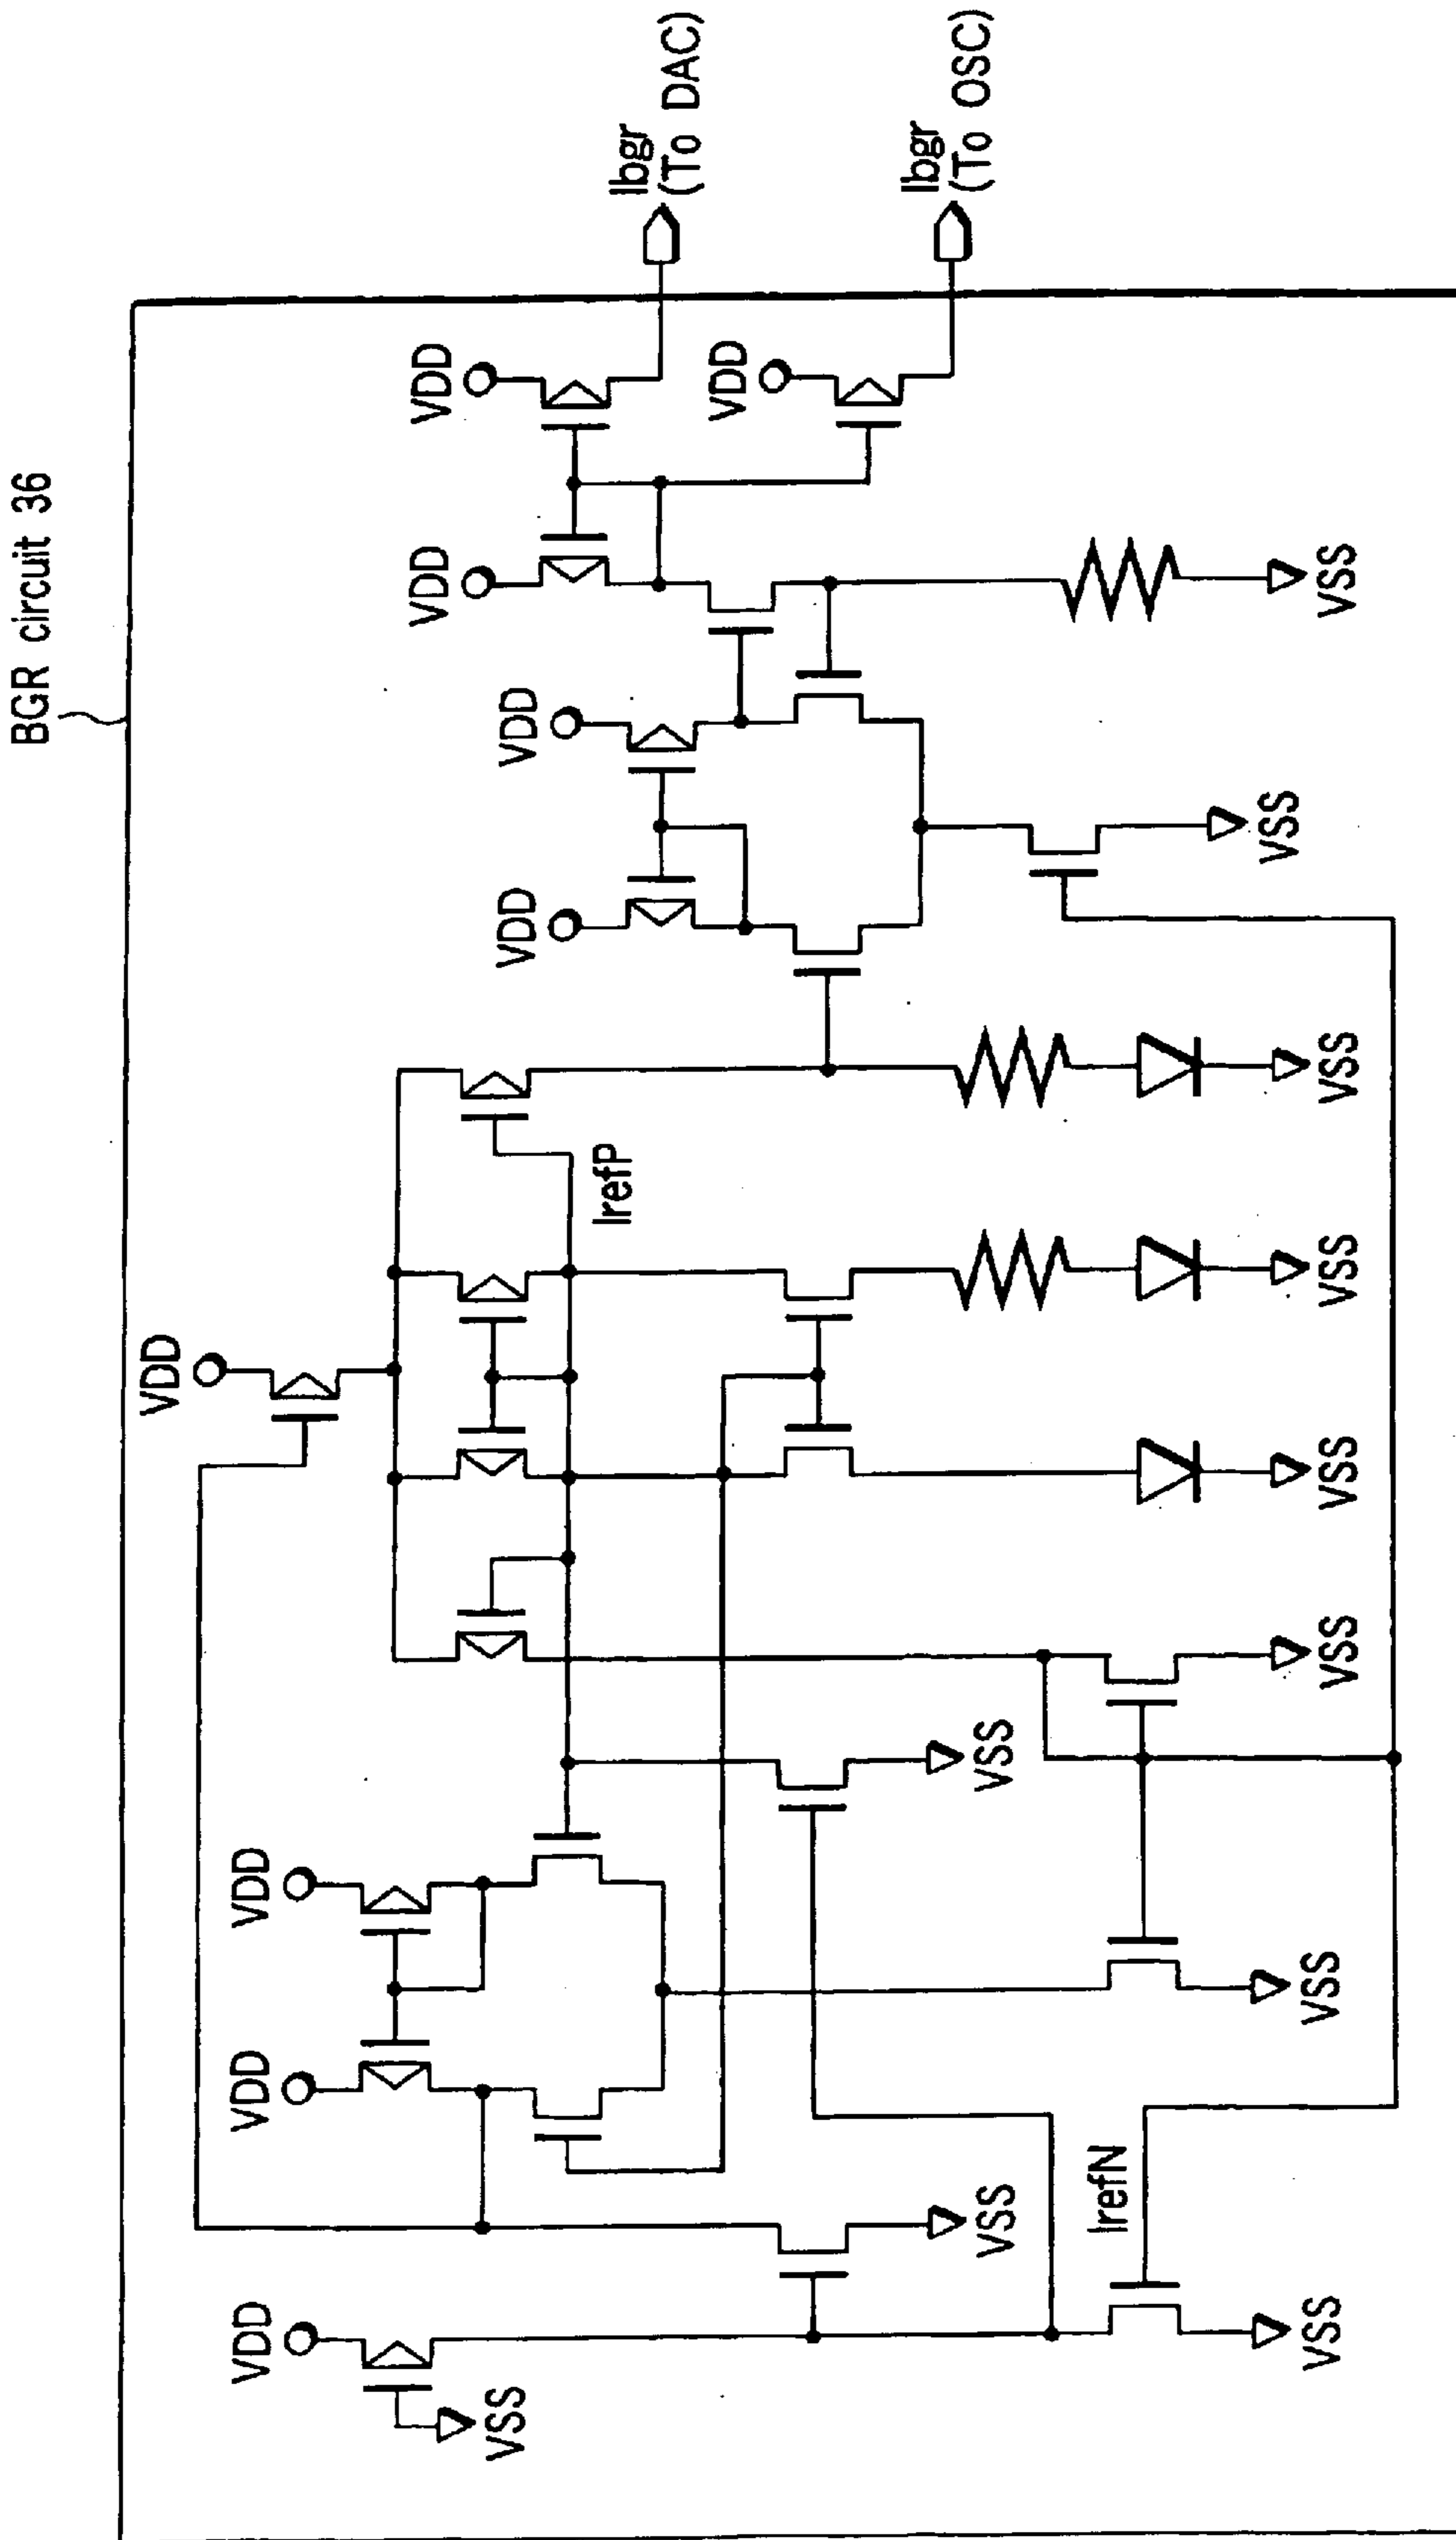 BGR circuit 36
VDD
VDD
VDD
VDD
VDD
VDD
VSS
VDD
VDD
IrefP
Ibgr
(To DAC)
VDD
Ibgr
(To OSC)
VSS
VSS
IrefN
VSS
VSS
VSS
VSS
VSS
VSS
VSS
VSS